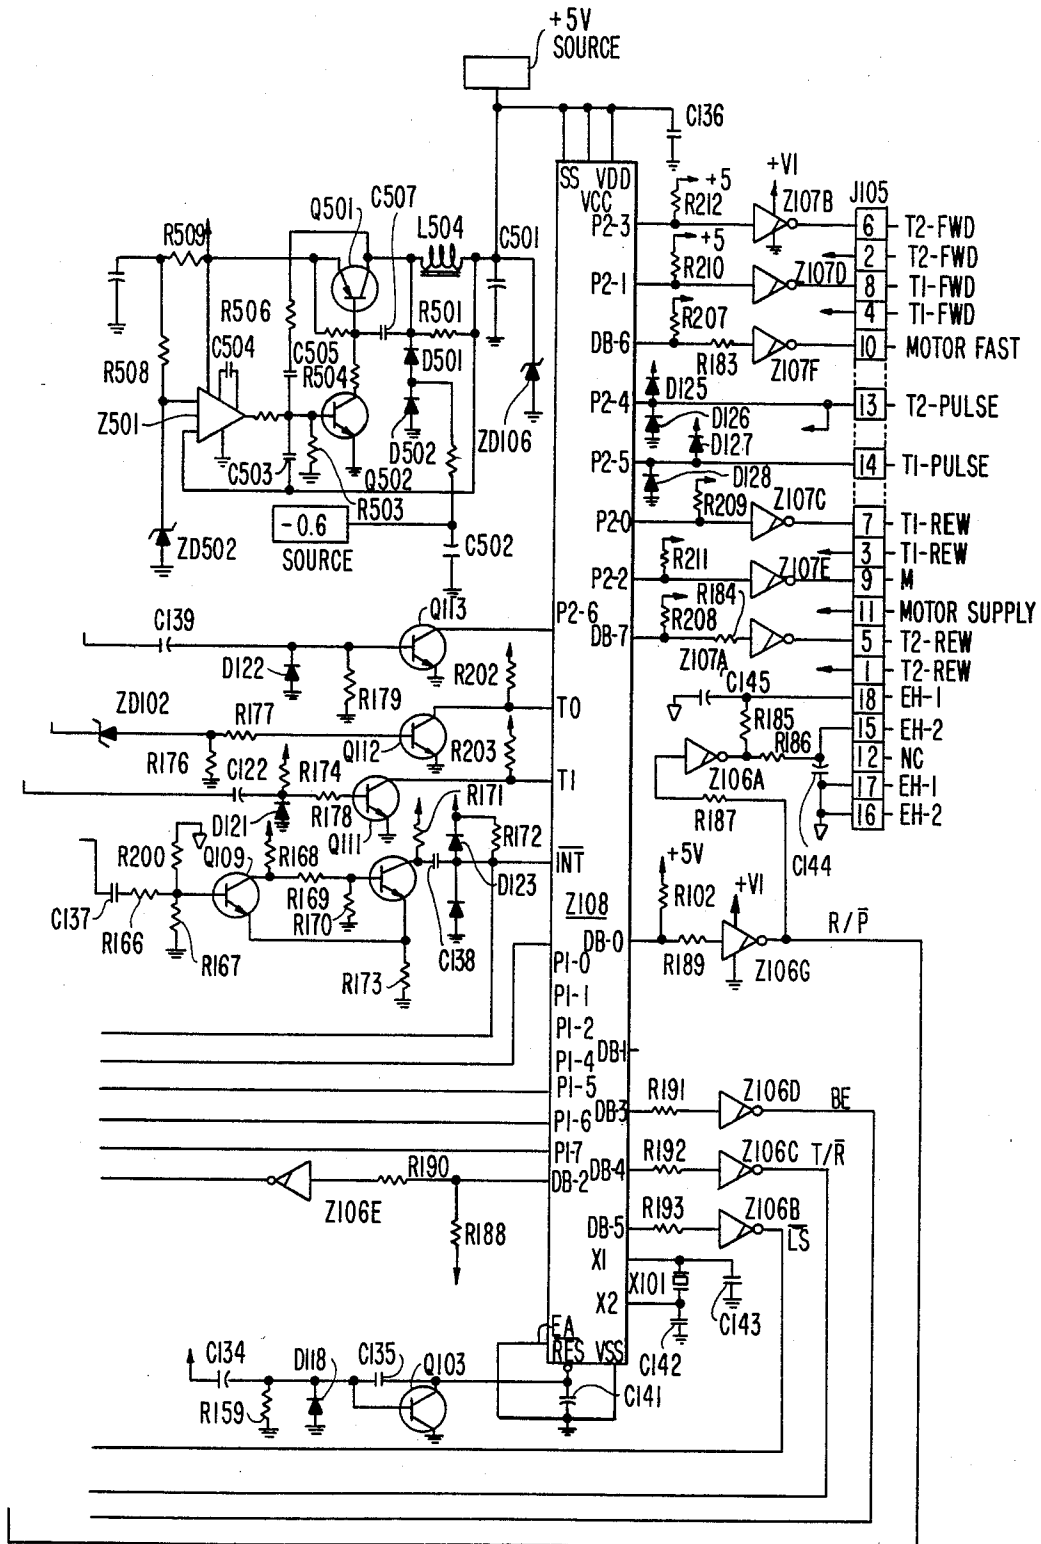 +5V
SOURCE
C136
SS VDD
VCC
+V1
J105
P2-3
+5
R212
Z107B
6 T2-FWD
2 T2-FWD
P2-1
+5
R210
Z107D
8 T1-FWD
4 T1-FWD
DB-6
R207
R183
Z107F
10 MOTOR FAST
D125
P2-4
D126
13 T2-PULSE
D127
P2-5
D128
14 T1-PULSE
R209
Z107C
P2-0
7 T1-REW
3 T1-REW
P2-2
R211
Z107E
9 M
R184
11 MOTOR SUPPLY
DB-7
R208
Z107A
5 T2-REW
1 T2-REW
C145
18 EH-1
R185
R186
15 EH-2
12 NC
Z106A
17 EH-1
R187
16 EH-2
C144
Q501
C507
L504
C501
R509
R506
R501
C504
C505
R504
D501
R508
Z501
D502
ZD106
C503
Q502
R503
ZD502
-0.6
SOURCE
C502
C139
Q113
P2-6
D122
R179
R202
ZD102
R177
T0
R176
Q112
R203
C122
R174
T1
D121
R178
Q111
R171
R172
R200
Q109
R168
INT̅
D123
R169
R170
C137
R166
R167
C138
R173
Z108
+5V
R102
+V1
R/P̅
DB-0
R189
Z106G
P1-0
P1-1
P1-2
P1-4
P1-5
P1-6
P1-7
DB-2
DB-1
DB-3
R191
Z106D
BE
DB-4
R192
Z106C
T/R̅
DB-5
R193
Z106B
L̅S̅
R190
Z106E
R188
X1
X101
X2
C143
C142
EA
R̅E̅S̅
VSS
C134
D118
C135
Q103
R159
C141